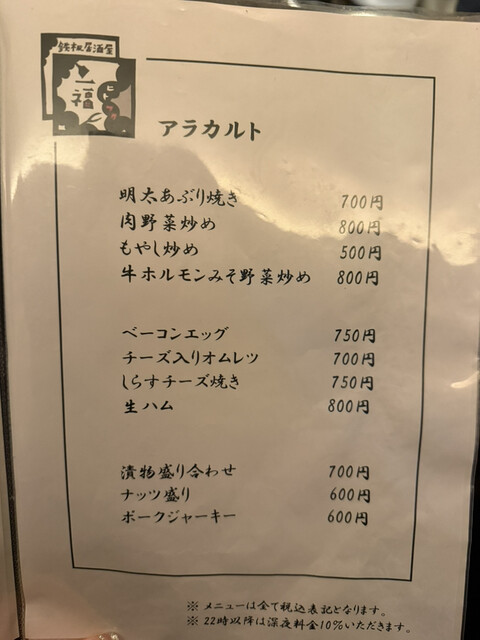 鉄板居酒屋
一福
アラカルト
明太あぶり焼き 700円
肉野菜炒め 800円
もやし炒め 500円
牛ホルモンみそ野菜炒め 800円
ベーコンエッグ 750円
チーズ入りオムレツ 700円
しらすチーズ焼き 750円
生ハム 800円
漬物盛り合わせ 700円
ナッツ盛り 600円
ポークジャーキー 600円
※ メニューは全て税込表記となります。
※ 22時以降は深夜料金10%いただきます。